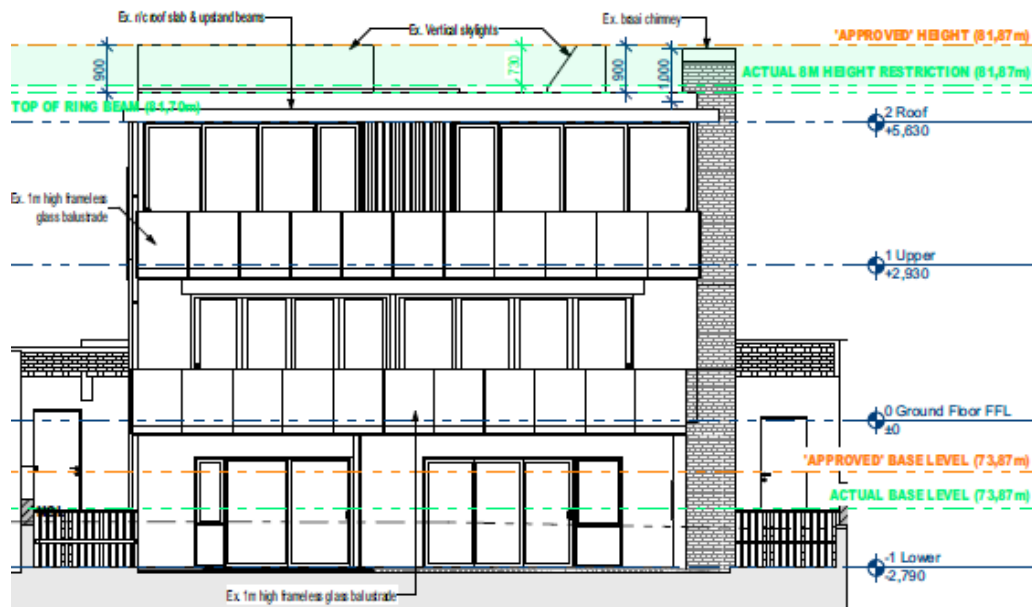 Ex. r/c roof slab & upstand beams
Ex. Vertical skylights
Ex. braai chimney
'APPROVED' HEIGHT (81,87m)
900
730
900
1,000
ACTUAL 8M HEIGHT RESTRICTION (81,87m)
TOP OF RING BEAM (81,70m)
2 Roof
+5,630
Ex. 1m high frameless
glass balustrade
1 Upper
+2,930
0 Ground Floor FFL
±0
'APPROVED' BASE LEVEL (73,87m)
ACTUAL BASE LEVEL (73,87m)
NGL
-1 Lower
-2,790
Ex. 1m high frameless glass balustrade